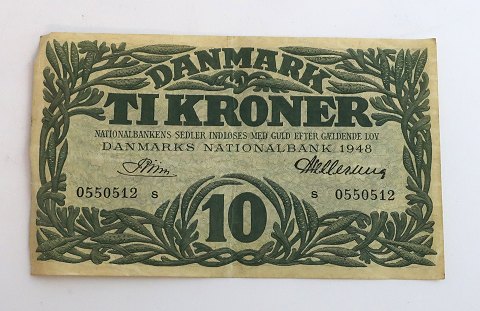 DANMARK
TI KRONER
NATIONALBANKENS SEDLER INDLØSES MED GULD EFTER GÆLDENDE LOV
DANMARKS NATIONALBANK 1948
0550512 s s 0550512
10